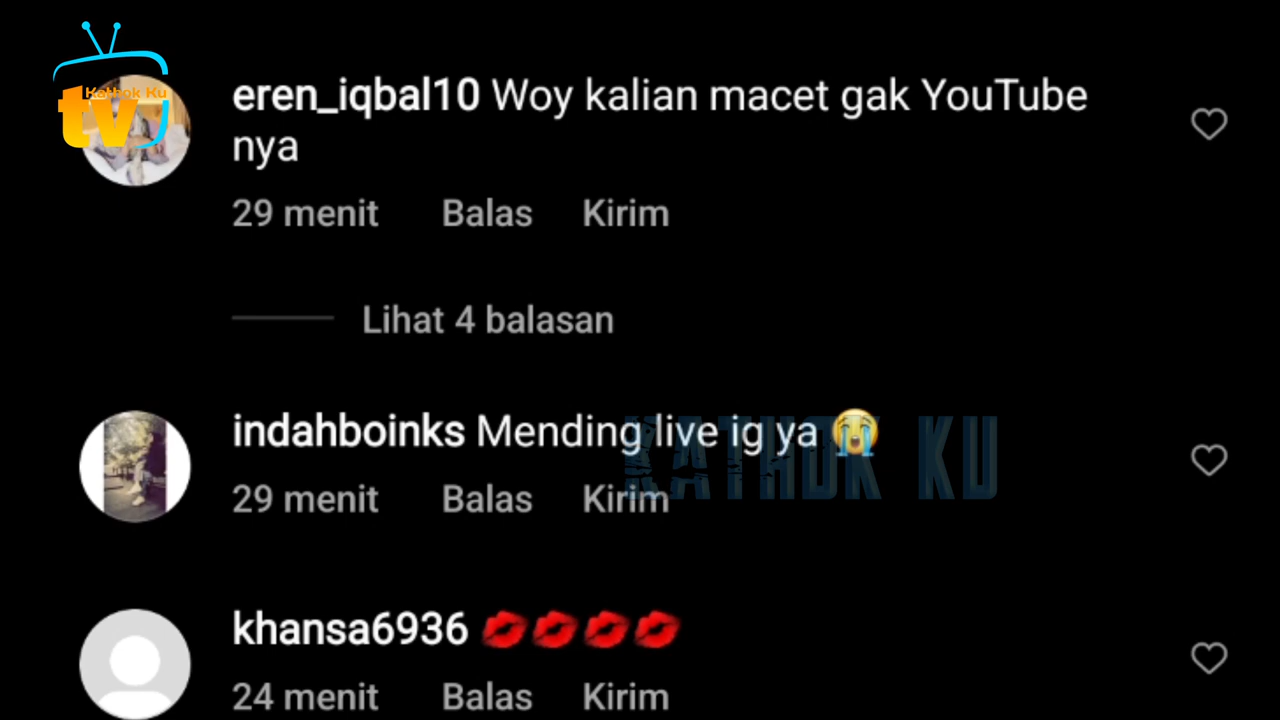 Kathok Ku
tv
eren_iqbal10 Woy kalian macet gak YouTube
nya
29 menit Balas Kirim
Lihat 4 balasan
indahboinks Mending live ig ya 😭
KATHOK KU
29 menit Balas Kirim
khansa6936 💋💋💋💋
24 menit Balas Kirim